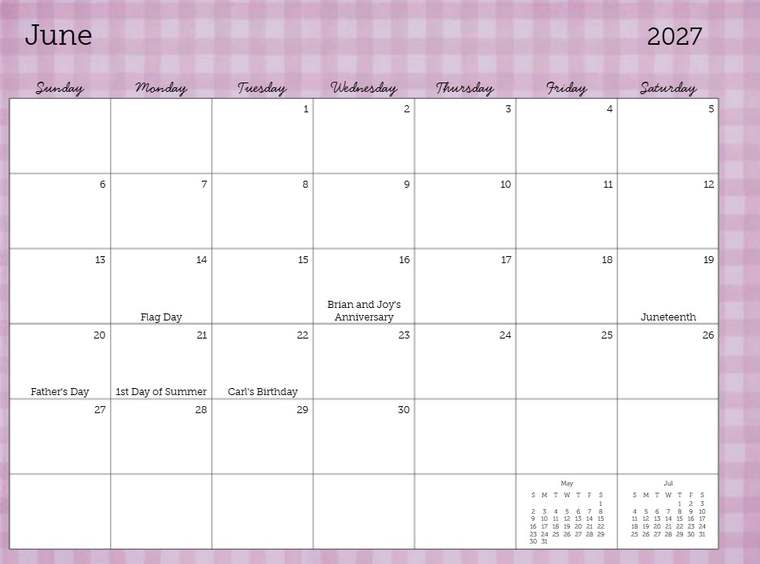 June 2027
Sunday Monday Tuesday Wednesday Thursday Friday Saturday
1 2 3 4 5
6 7 8 9 10 11 12
13 14 15 16 17 18 19
Flag Day
Brian and Joy's
Anniversary
Juneteenth
20 21 22 23 24 25 26
Father's Day 1st Day of Summer Carl's Birthday
27 28 29 30
May
S M T W T F S
1
2 3 4 5 6 7 8
9 10 11 12 13 14 15
16 17 18 19 20 21 22
23 24 25 26 27 28 29
30 31
Jul
S M T W T F S
1 2 3
4 5 6 7 8 9 10
11 12 13 14 15 16 17
18 19 20 21 22 23 24
25 26 27 28 29 30 31